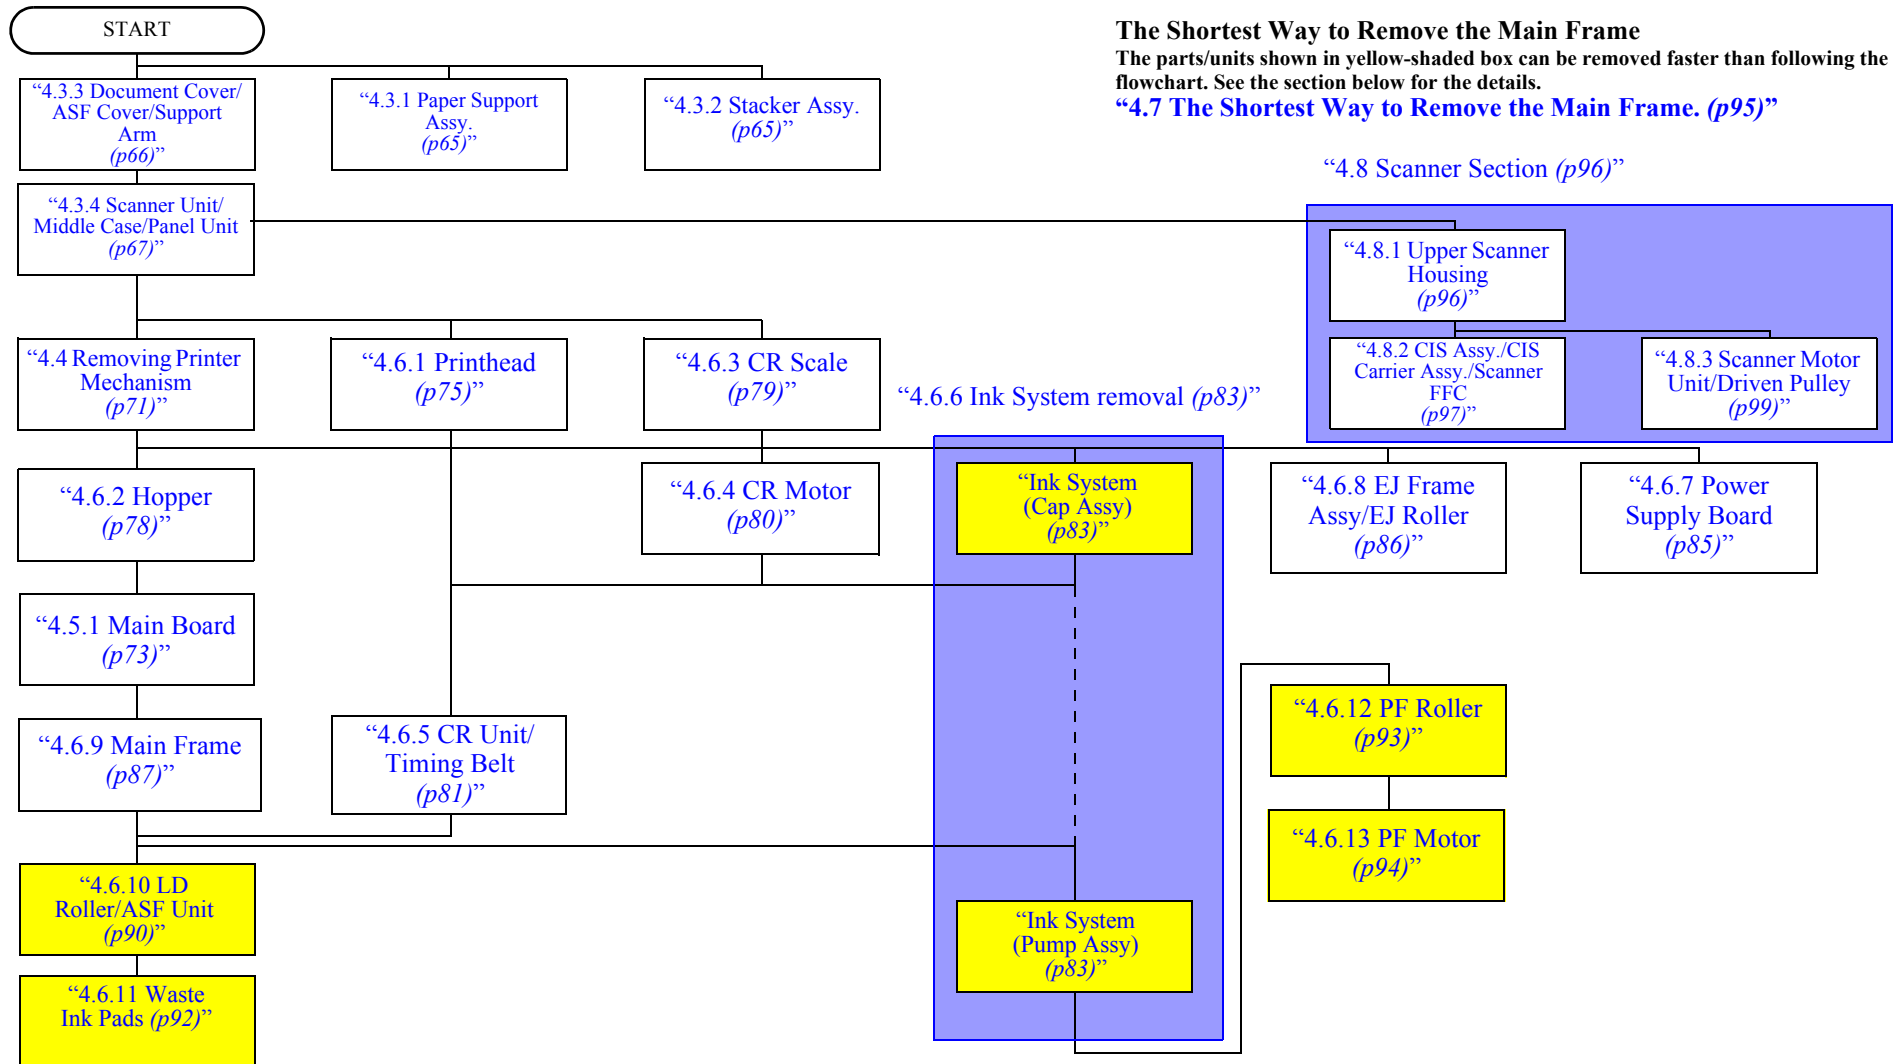 START
The Shortest Way to Remove the Main Frame
The parts/units shown in yellow-shaded box can be removed faster than following the
flowchart. See the section below for the details.
“4.7 The Shortest Way to Remove the Main Frame. (p95)”
“4.3.3 Document Cover/
ASF Cover/Support
Arm
(p66)”
“4.3.1 Paper Support
Assy.
(p65)”
“4.3.2 Stacker Assy.
(p65)”
“4.8 Scanner Section (p96)”
“4.3.4 Scanner Unit/
Middle Case/Panel Unit
(p67)”
“4.8.1 Upper Scanner
Housing
(p96)”
“4.4 Removing Printer
Mechanism
(p71)”
“4.6.1 Printhead
(p75)”
“4.6.3 CR Scale
(p79)”
“4.6.6 Ink System removal (p83)”
“4.8.2 CIS Assy./CIS
Carrier Assy./Scanner
FFC
(p97)”
“4.8.3 Scanner Motor
Unit/Driven Pulley
(p99)”
“4.6.2 Hopper
(p78)”
“4.6.4 CR Motor
(p80)”
“Ink System
(Cap Assy)
(p83)”
“4.6.8 EJ Frame
Assy/EJ Roller
(p86)”
“4.6.7 Power
Supply Board
(p85)”
“4.5.1 Main Board
(p73)”
“4.6.9 Main Frame
(p87)”
“4.6.5 CR Unit/
Timing Belt
(p81)”
“4.6.12 PF Roller
(p93)”
“4.6.13 PF Motor
(p94)”
“4.6.10 LD
Roller/ASF Unit
(p90)”
“Ink System
(Pump Assy)
(p83)”
“4.6.11 Waste
Ink Pads (p92)”